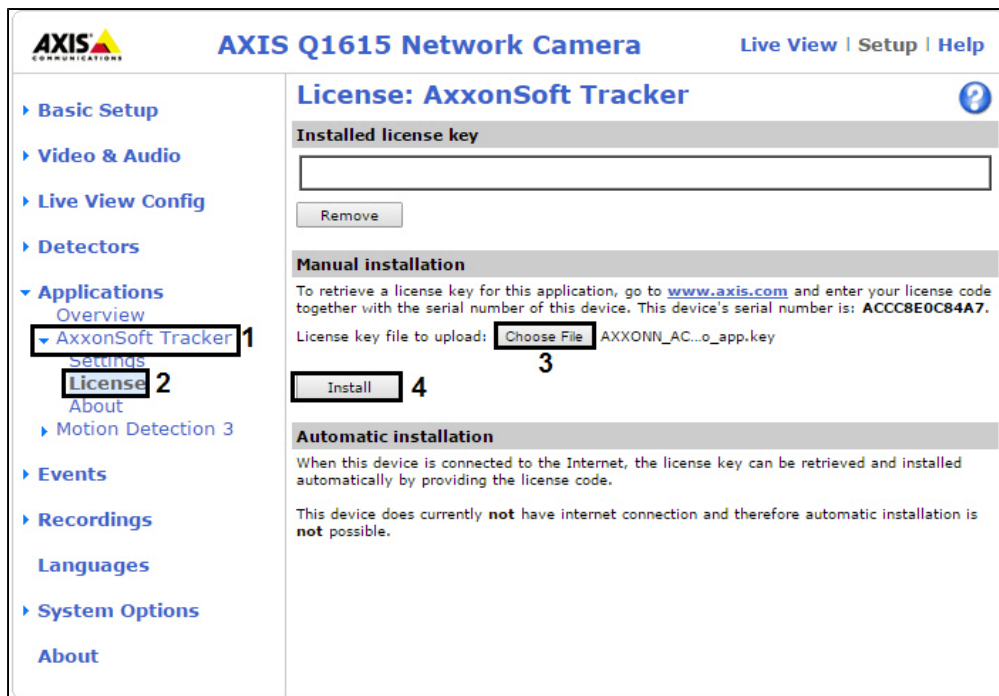 AXIS
COMMUNICATIONS
AXIS Q1615 Network Camera
Live View | Setup | Help
Basic Setup
Video & Audio
Live View Config
Detectors
Applications
Overview
AxxonSoft Tracker 1
Settings
License 2
About
Motion Detection 3
Events
Recordings
Languages
System Options
About
License: AxxonSoft Tracker
?
Installed license key
Remove
Manual installation
To retrieve a license key for this application, go to www.axis.com and enter your license code
together with the serial number of this device. This device's serial number is: ACCC8E0C84A7.
License key file to upload: Choose File AXXONN_AC...o_app.key
3
Install 4
Automatic installation
When this device is connected to the Internet, the license key can be retrieved and installed
automatically by providing the license code.
This device does currently not have internet connection and therefore automatic installation is
not possible.